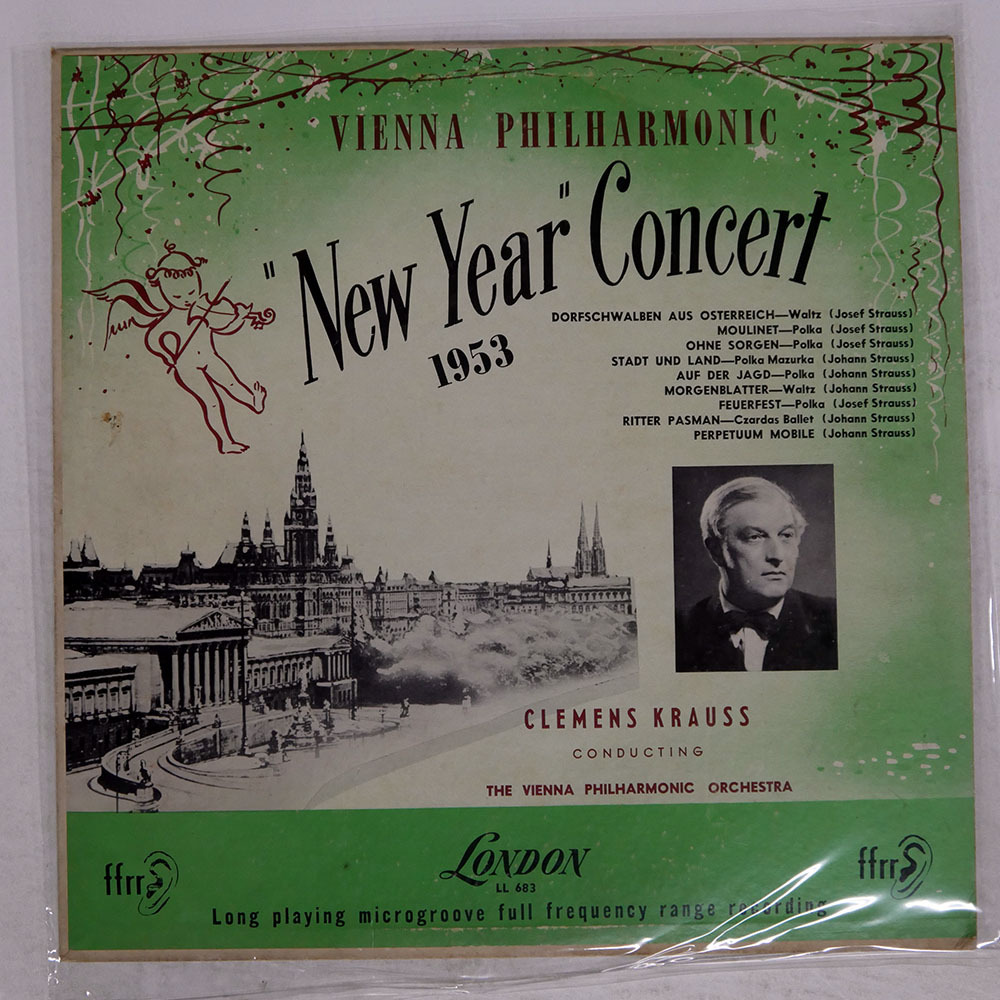 VIENNA PHILHARMONIC
"New Year" Concert
1953
DORFSCHWALBEN AUS OSTERREICH—Waltz (Josef Strauss)
MOULINET—Polka (Josef Strauss)
OHNE SORGEN—Polka (Josef Strauss)
STADT UND LAND—Polka Mazurka (Johann Strauss)
AUF DER JAGD—Polka (Johann Strauss)
MORGENBLATTER—Waltz (Johann Strauss)
FEUERFEST—Polka (Josef Strauss)
RITTER PASMAN—Czardas Ballet (Johann Strauss)
PERPETUUM MOBILE (Johann Strauss)
CLEMENS KRAUSS
CONDUCTING
THE VIENNA PHILHARMONIC ORCHESTRA
ffrr
LONDON
ffrr
LL 683
Long playing microgroove full frequency range recording